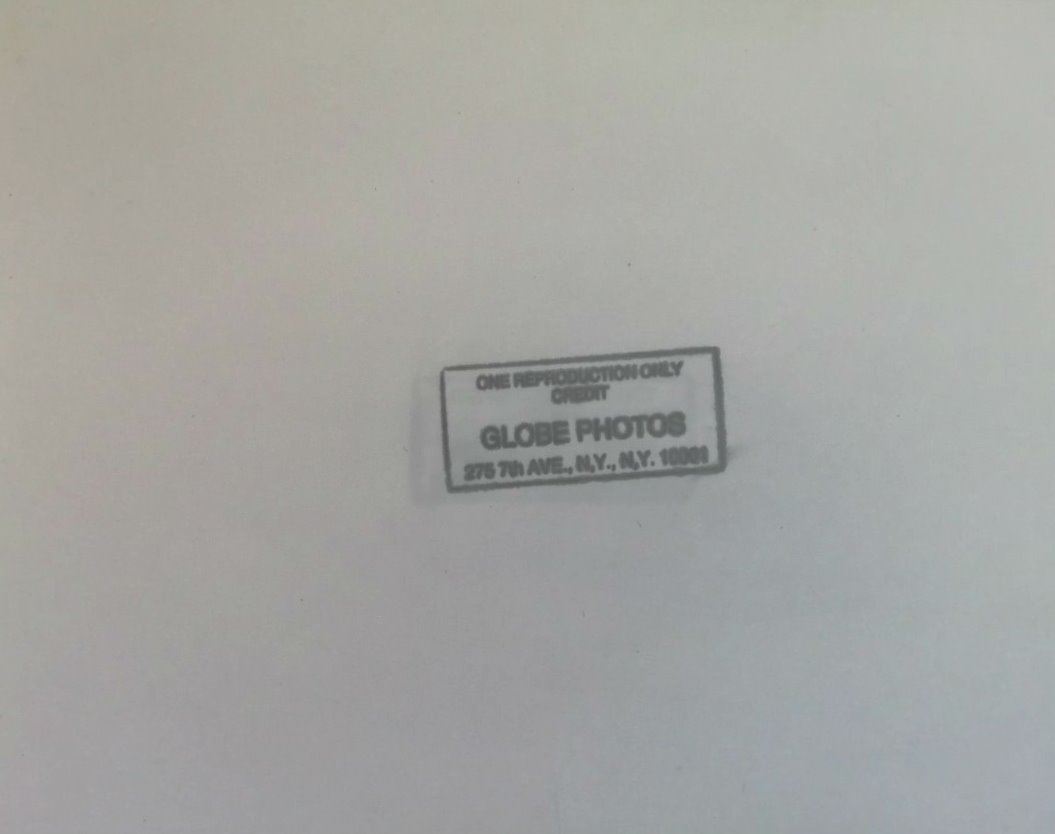 ONE REPRODUCTION ONLY
CREDIT
GLOBE PHOTOS
275 7th AVE., N.Y., N.Y. 10001